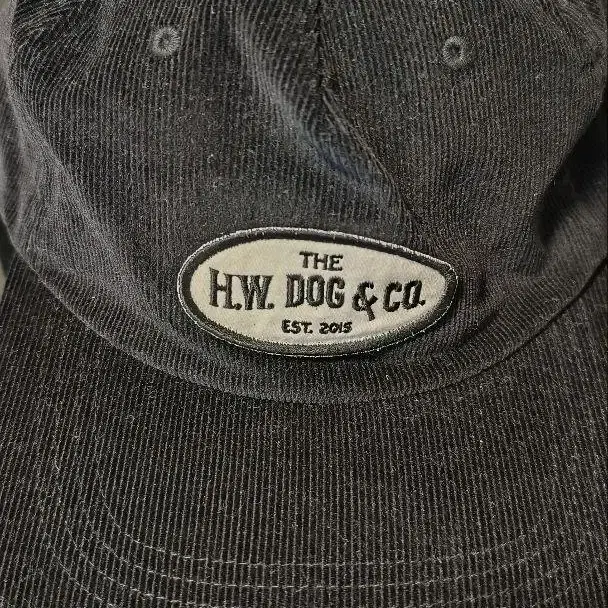 THE
H.W. DOG & CO.
EST. 2015